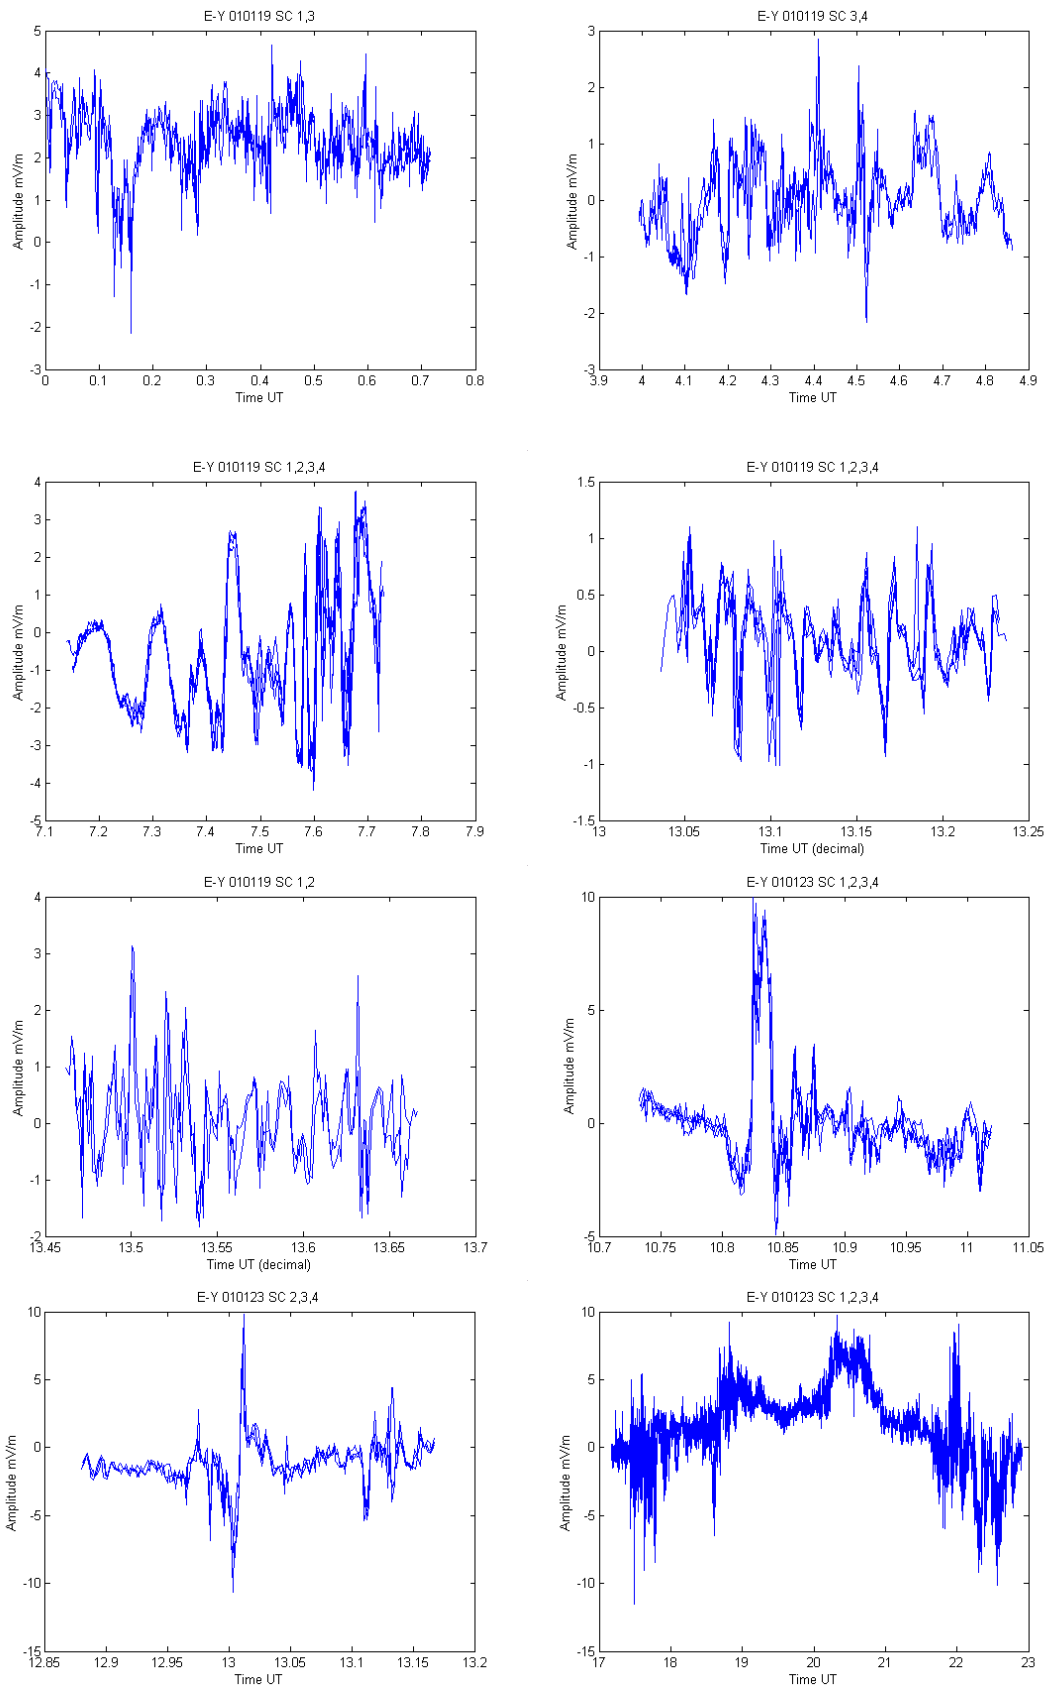 E-Y 010119 SC 1,3
5
4
3
2
1
0
-1
-2
-3
Amplitude mV/m
0 0.1 0.2 0.3 0.4 0.5 0.6 0.7 0.8
Time UT
E-Y 010119 SC 3,4
3
2
1
0
-1
-2
-3
Amplitude mV/m
3.9 4 4.1 4.2 4.3 4.4 4.5 4.6 4.7 4.8 4.9
Time UT
E-Y 010119 SC 1,2,3,4
4
3
2
1
0
-1
-2
-3
-4
-5
Amplitude mV/m
7.1 7.2 7.3 7.4 7.5 7.6 7.7 7.8 7.9
Time UT
E-Y 010119 SC 1,2,3,4
1.5
1
0.5
0
-0.5
-1
-1.5
Amplitude mV/m
13 13.05 13.1 13.15 13.2 13.25
Time UT (decimal)
E-Y 010119 SC 1,2
4
3
2
1
0
-1
-2
Amplitude mV/m
13.45 13.5 13.55 13.6 13.65 13.7
Time UT (decimal)
E-Y 010123 SC 1,2,3,4
10
5
0
-5
Amplitude mV/m
10.7 10.75 10.8 10.85 10.9 10.95 11 11.05
Time UT
E-Y 010123 SC 2,3,4
10
5
0
-5
-10
-15
Amplitude mV/m
12.85 12.9 12.95 13 13.05 13.1 13.15 13.2
Time UT
E-Y 010123 SC 1,2,3,4
10
5
0
-5
-10
-15
Amplitude mV/m
17 18 19 20 21 22 23
Time UT